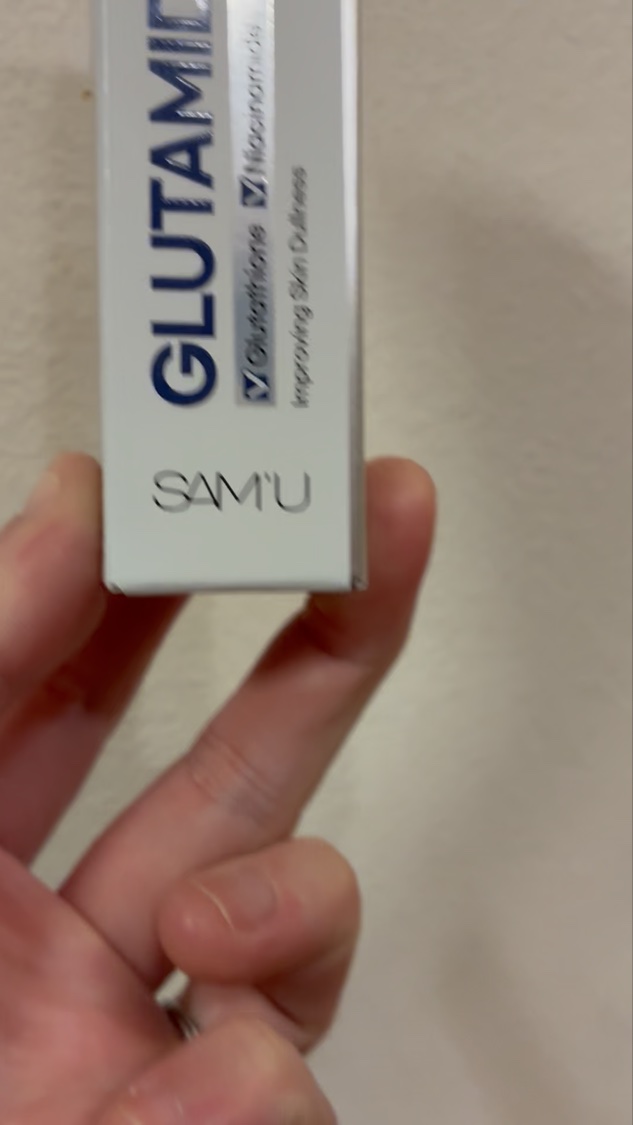 GLUTAMID
Glutathione Niacinamide
Improving Skin Dullness
SAM'U